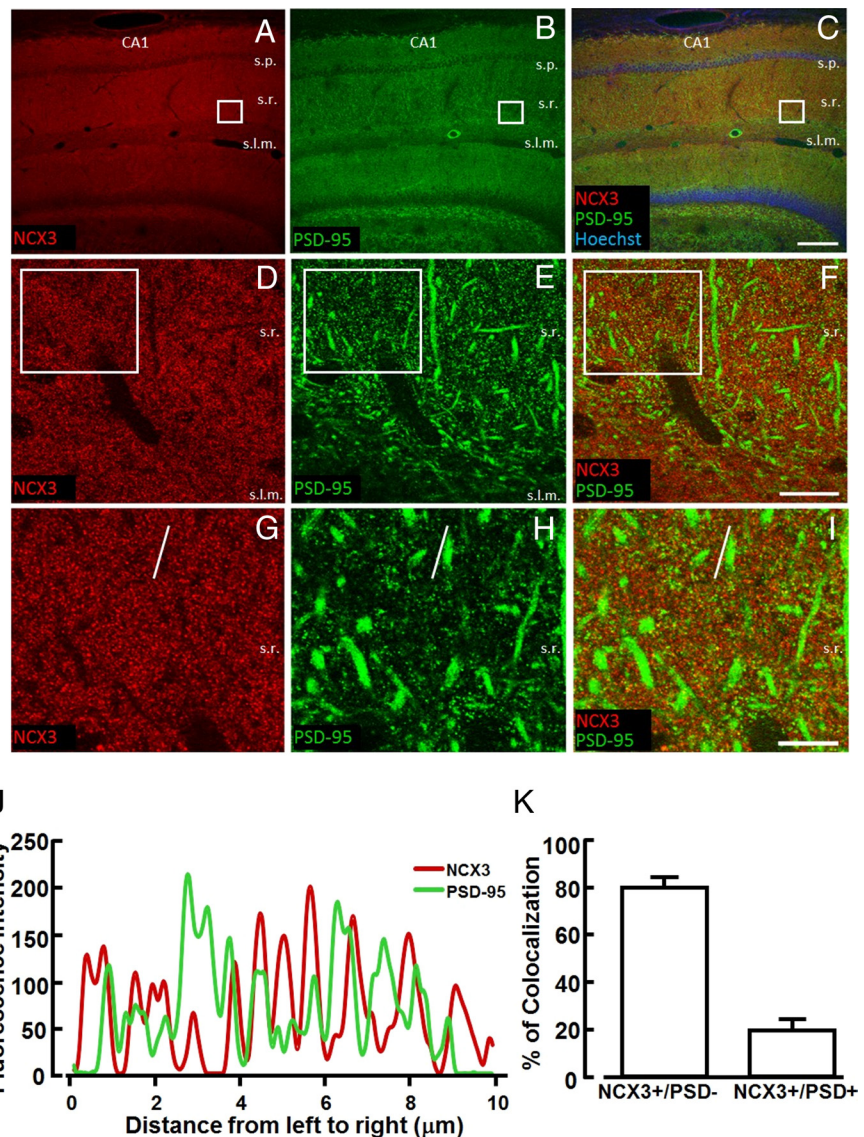 A
CA1
s.p.
s.r.
s.l.m.
NCX3
B
CA1
s.p.
s.r.
s.l.m.
PSD-95
C
CA1
s.p.
s.r.
s.l.m.
NCX3
PSD-95
Hoechst
D
s.r.
s.l.m.
NCX3
E
s.r.
s.l.m.
PSD-95
F
s.r.
NCX3
PSD-95
G
s.r.
NCX3
H
s.r.
PSD-95
I
s.r.
NCX3
PSD-95
J
Fluorescence Intensity
250
200
150
100
50
0
NCX3
PSD-95
0 2 4 6 8 10
Distance from left to right (μm)
K
% of Colocalization
100
80
60
40
20
0
NCX3+/PSD- NCX3+/PSD+